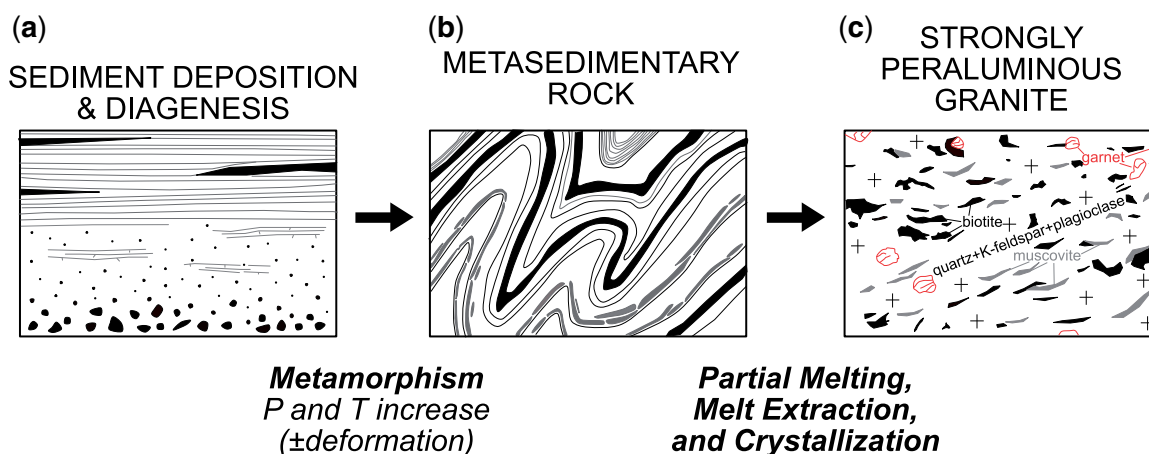 (a)
SEDIMENT DEPOSITION
& DIAGENESIS
(b)
METASEDIMENTARY
ROCK
(c)
STRONGLY
PERALUMINOUS
GRANITE
garnet
biotite
quartz+K-feldspar+plagioclase
muscovite
Metamorphism
P and T increase
(±deformation)
Partial Melting,
Melt Extraction,
and Crystallization